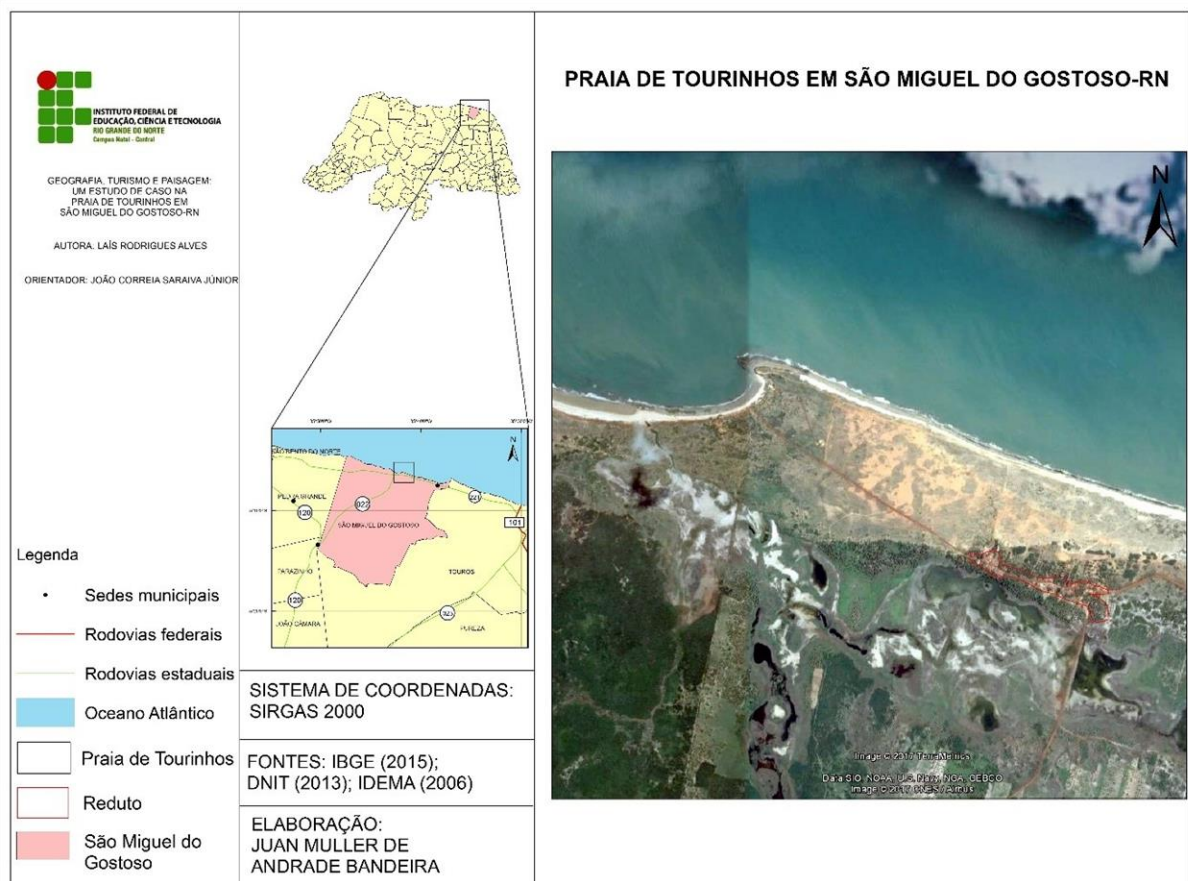 INSTITUTO FEDERAL DE
EDUCAÇÃO, CIÊNCIA E TECNOLOGIA
RIO GRANDE DO NORTE
Campus Natal - Central
GEOGRAFIA, TURISMO E PAISAGEM:
UM ESTUDO DE CASO NA
PRAIA DE TOURINHOS EM
SÃO MIGUEL DO GOSTOSO-RN
AUTORA: LAÍS RODRIGUES ALVES
ORIENTADOR: JOÃO CORREIA SARAIVA JÚNIOR
Legenda
Sedes municipais
Rodovias federais
Rodovias estaduais
Oceano Atlântico
Praia de Tourinhos
Reduto
São Miguel do
Gostoso
N
DO NORTE
PEDRA GRANDE
120
022
221
101
SÃO MIGUEL DO GOSTOSO
PARAZINHO
TOUROS
120
JOÃO CÂMARA
023
PUREZA
SISTEMA DE COORDENADAS:
SIRGAS 2000
FONTES: IBGE (2015);
DNIT (2013); IDEMA (2006)
ELABORAÇÃO:
JUAN MULLER DE
ANDRADE BANDEIRA
PRAIA DE TOURINHOS EM SÃO MIGUEL DO GOSTOSO-RN
N
Image © 2017 TerraMetrics
Data SIO, NOAA, U.S. Navy, NGA, GEBCO
Image © 2017 CNES / Airbus